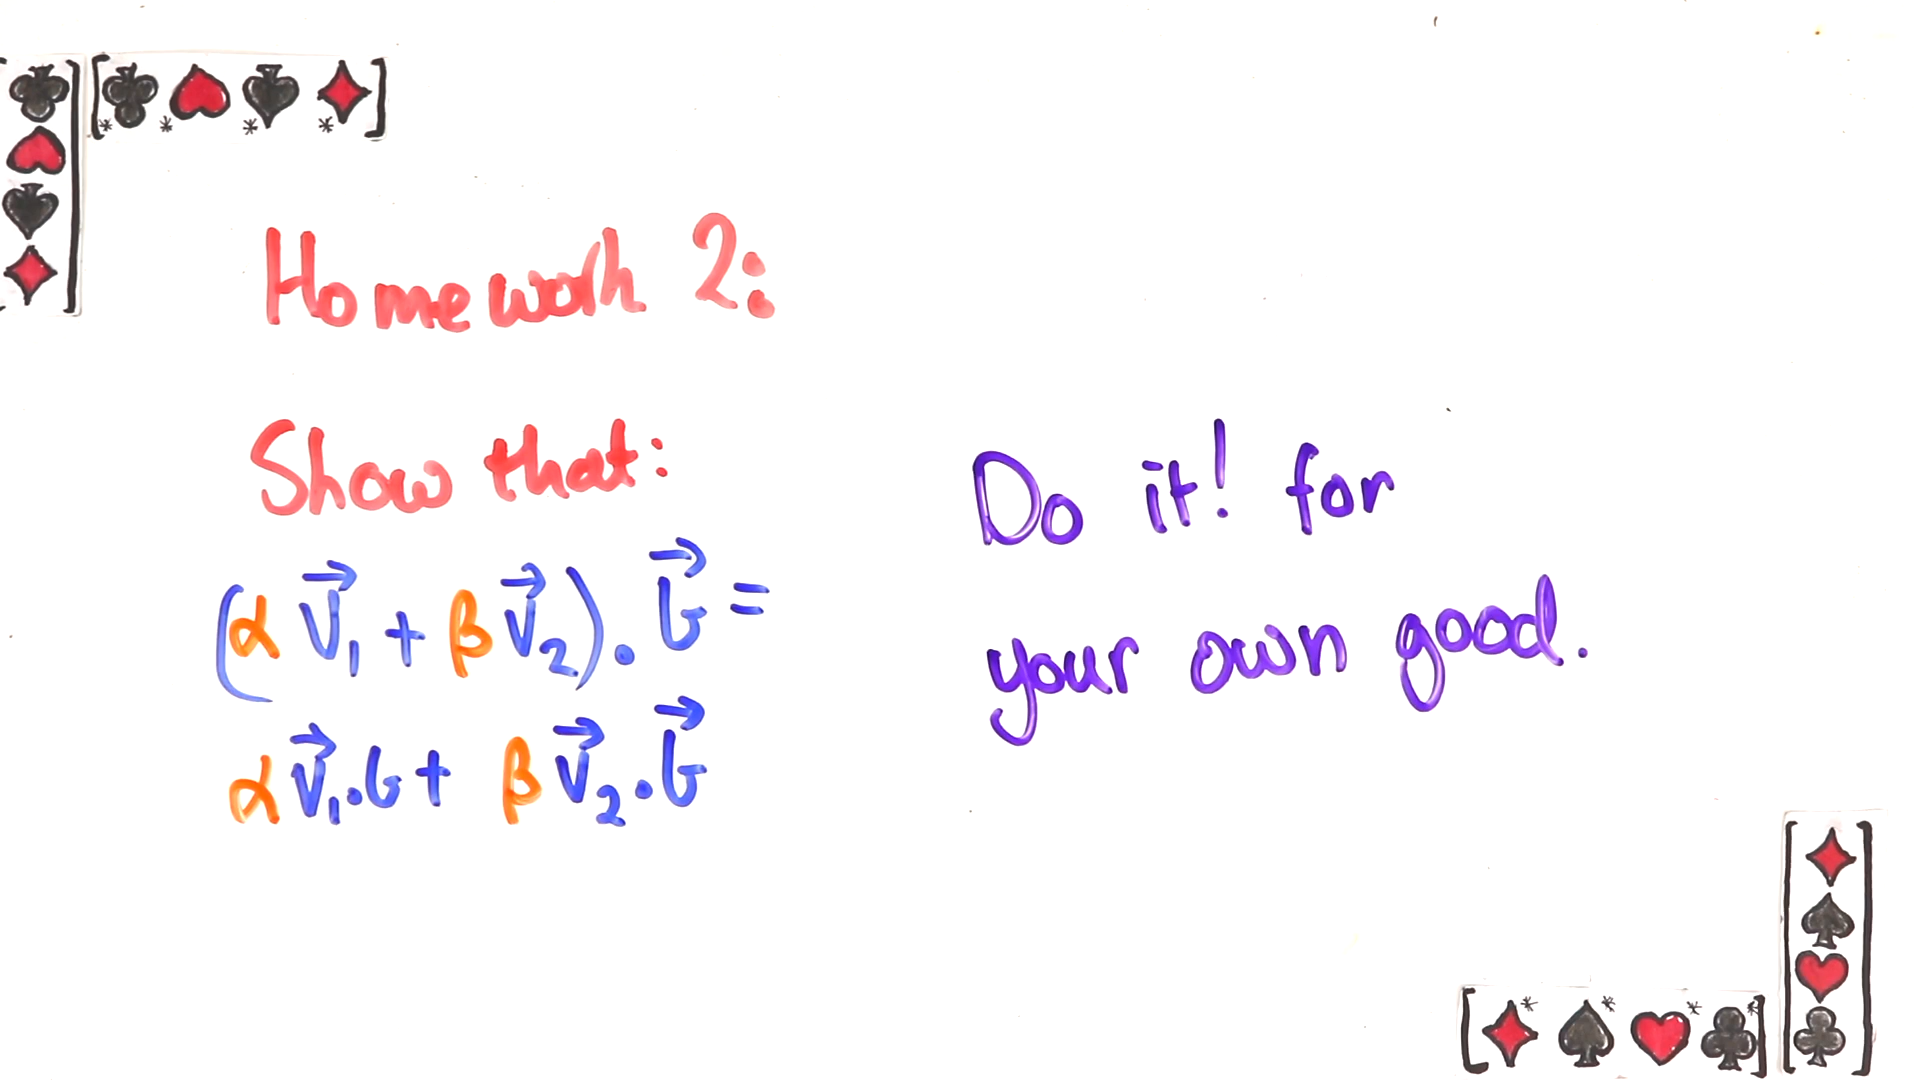 Homework 2:
Show that:
(α V⃗₁ + β V⃗₂) . G⃗ =
α V⃗₁ . G + β V⃗₂ . G⃗
Do it! for
your own good.